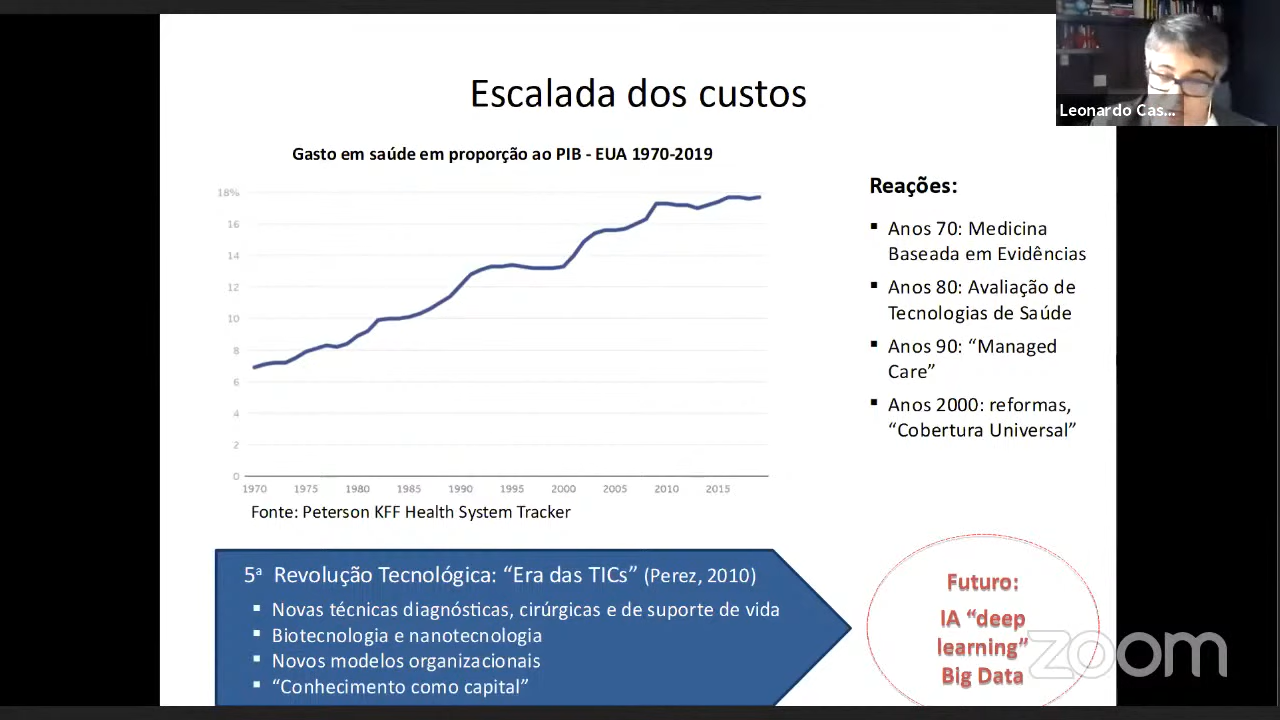 Escalada dos custos
Leonardo Cas...
Gasto em saúde em proporção ao PIB - EUA 1970-2019
18%
16
14
12
10
8
6
4
2
0
1970 1975 1980 1985 1990 1995 2000 2005 2010 2015
Fonte: Peterson KFF Health System Tracker
Reações:
▪ Anos 70: Medicina
Baseada em Evidências
▪ Anos 80: Avaliação de
Tecnologias de Saúde
▪ Anos 90: “Managed
Care”
▪ Anos 2000: reformas,
“Cobertura Universal”
5ª Revolução Tecnológica: “Era das TICs” (Perez, 2010)
▪ Novas técnicas diagnósticas, cirúrgicas e de suporte de vida
▪ Biotecnologia e nanotecnologia
▪ Novos modelos organizacionais
▪ “Conhecimento como capital”
Futuro:
IA “deep
learning”
Big Data
zoom